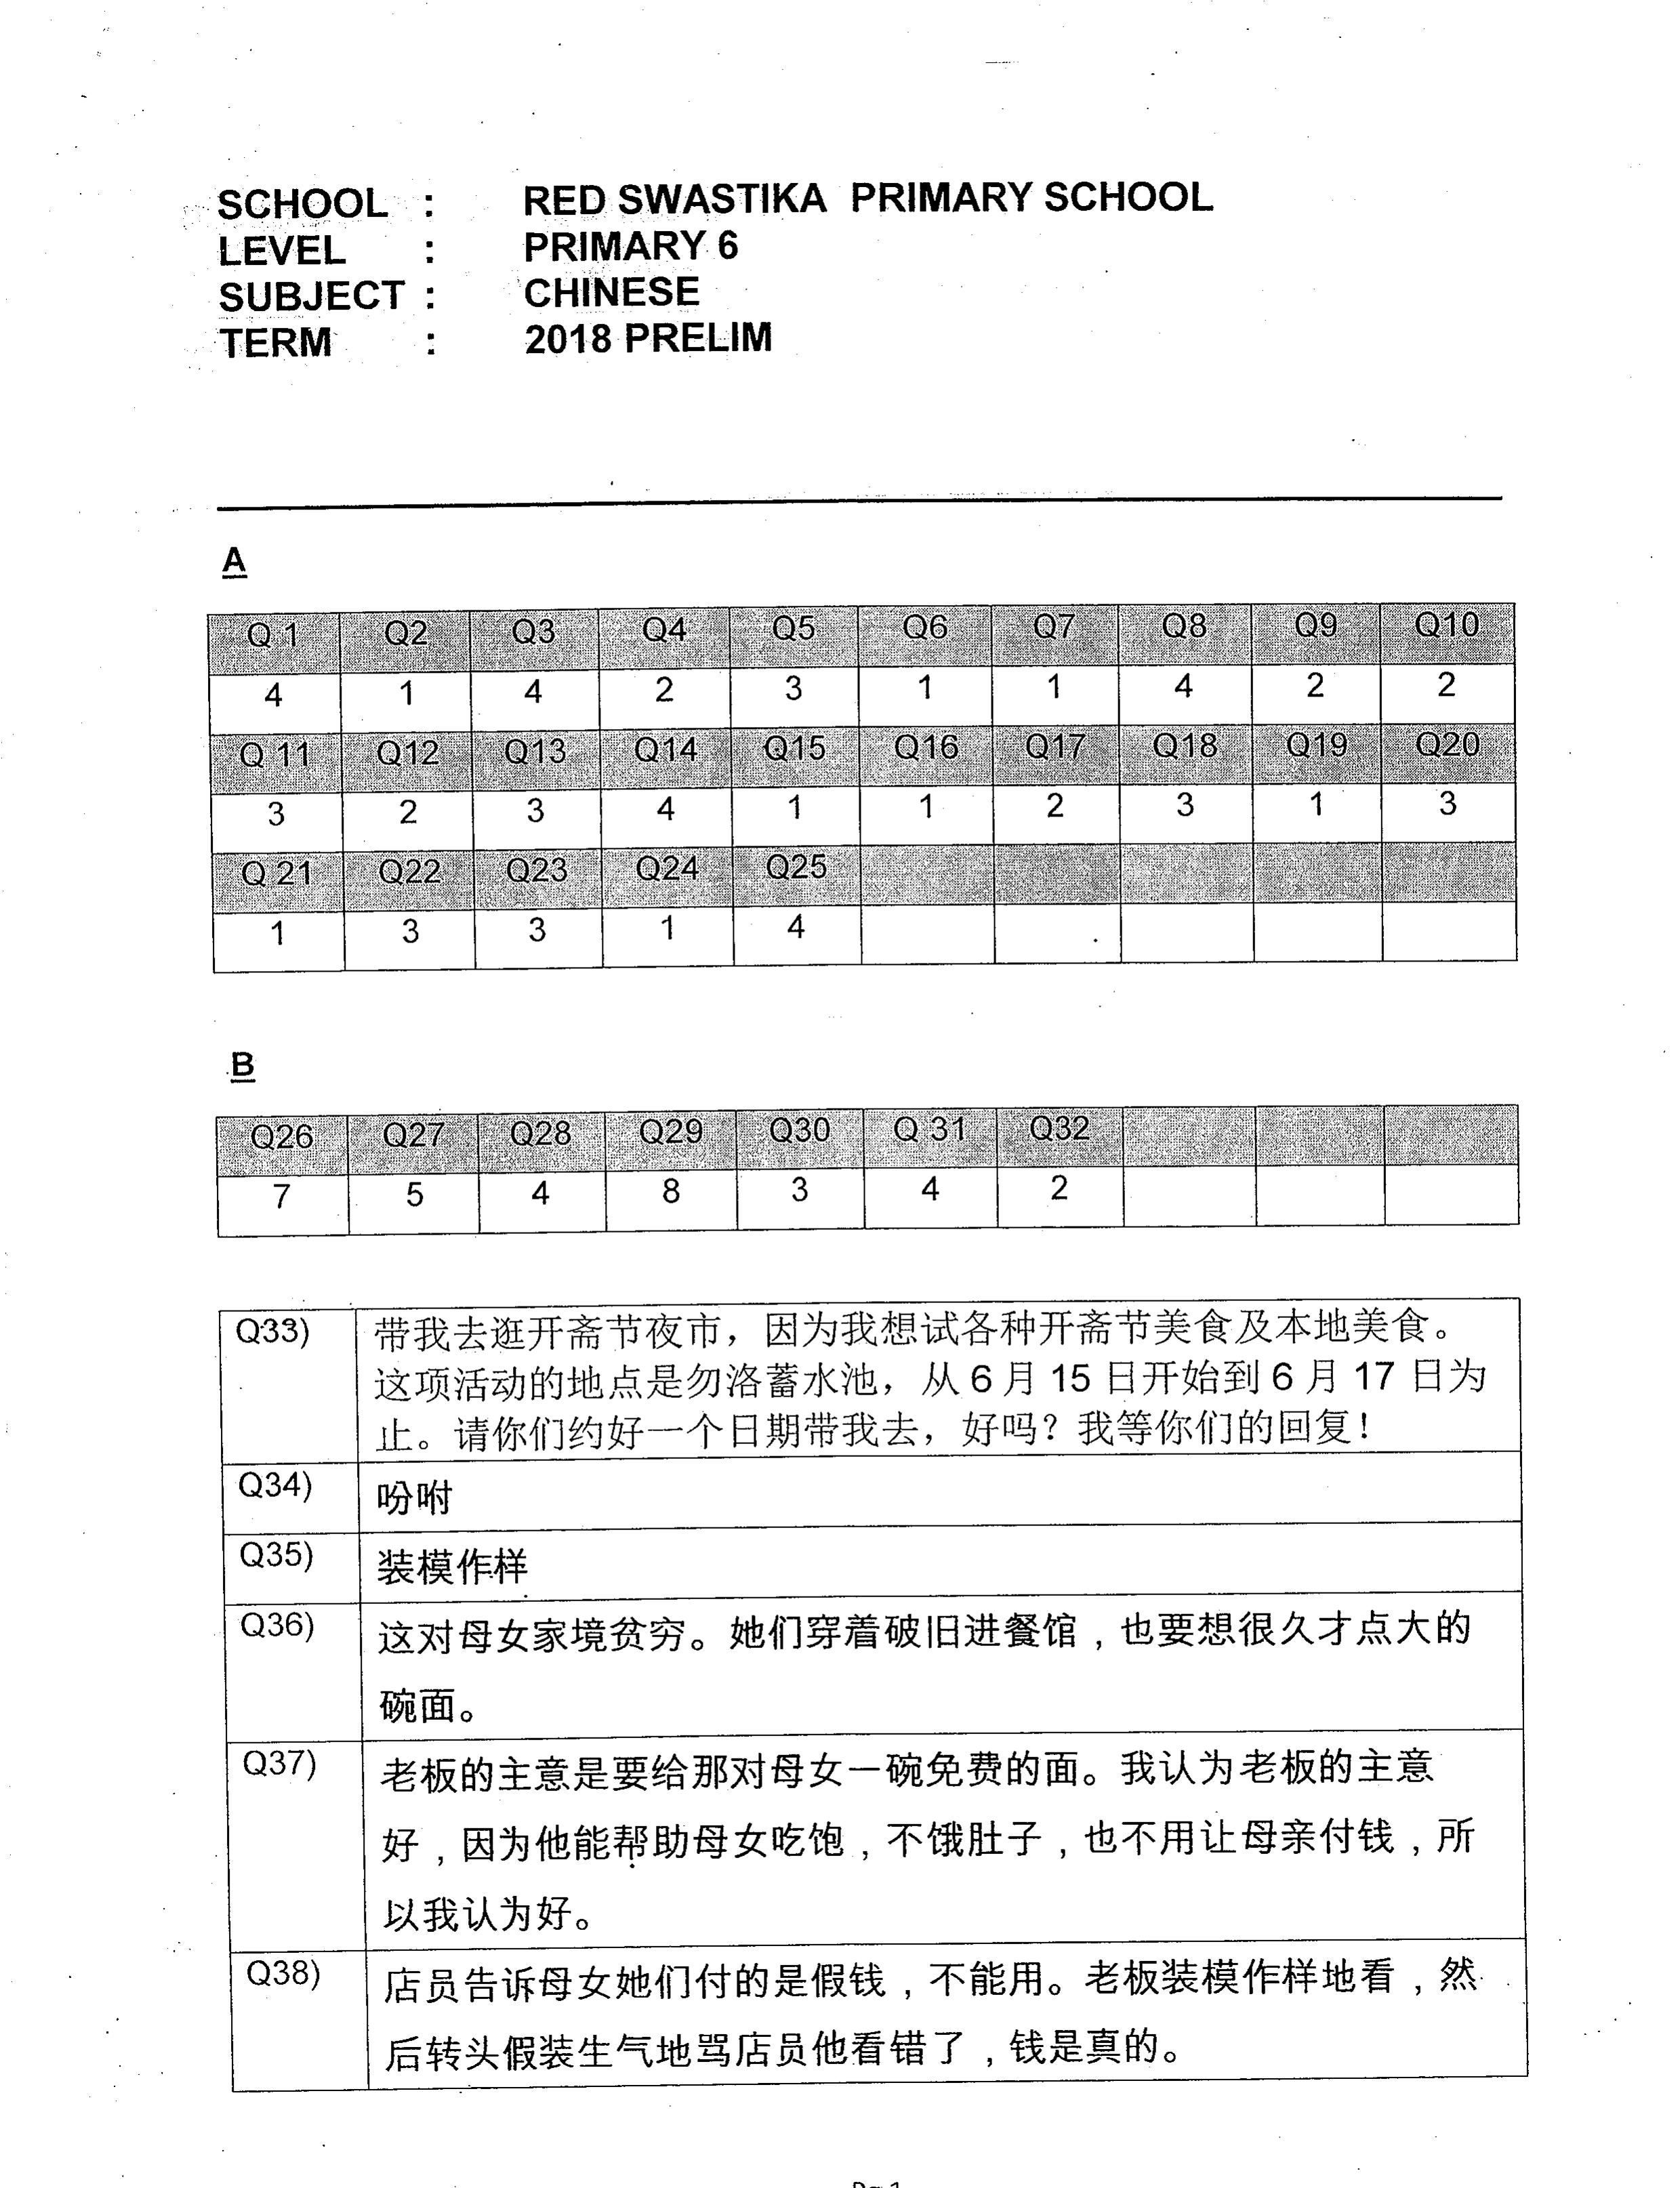 SCHOOL : RED SWASTIKA PRIMARY SCHOOL
LEVEL : PRIMARY 6
SUBJECT : CHINESE
TERM : 2018 PRELIM
A
Q 1 Q2 Q3 Q4 Q5 Q6 Q7 Q8 Q9 Q10
4 1 4 2 3 1 1 4 2 2
Q 11 Q12 Q13 Q14 Q15 Q16 Q17 Q18 Q19 Q20
3 2 3 4 1 1 2 3 1 3
Q 21 Q22 Q23 Q24 Q25
1 3 3 1 4
B
Q26 Q27 Q28 Q29 Q30 Q 31 Q32
7 5 4 8 3 4 2
Q33) 带我去逛开斋节夜市，因为我想试各种开斋节美食及本地美食。
这项活动的地点是勿洛蓄水池，从 6 月 15 日开始到 6 月 17 日为
止。请你们约好一个日期带我去，好吗？我等你们的回复！
Q34) 吩咐
Q35) 装模作样
Q36) 这对母女家境贫穷。她们穿着破旧进餐馆，也要想很久才点大的
碗面。
Q37) 老板的主意是要给那对母女一碗免费的面。我认为老板的主意
好，因为他能帮助母女吃饱，不饿肚子，也不用让母亲付钱，所
以我认为好。
Q38) 店员告诉母女她们付的是假钱，不能用。老板装模作样地看，然
后转头假装生气地骂店员他看错了，钱是真的。